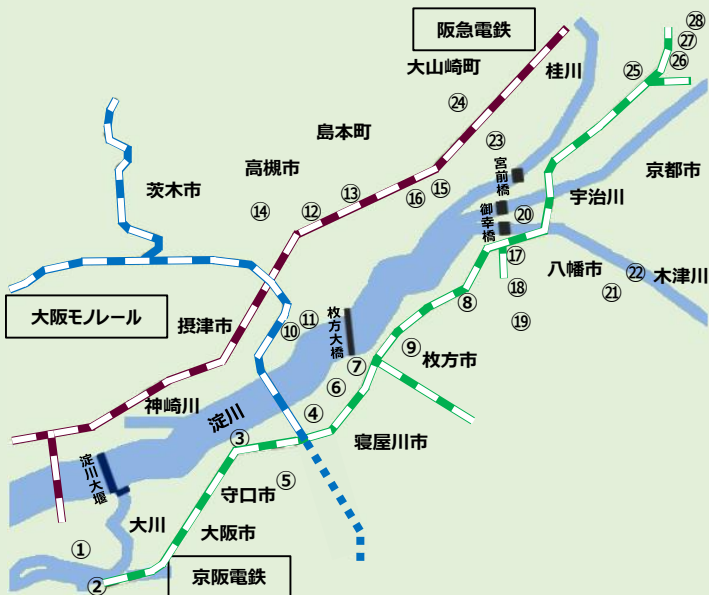 阪急電鉄
㉘
㉗
㉖
㉕
大山崎町
桂川
㉔
島本町
㉓
高槻市
宮前橋
京都市
茨木市
⑬
⑯
⑮
宇治川
⑭
⑫
御幸橋
⑳
⑰
八幡市
㉒
木津川
⑱
㉑
⑧
大阪モノレール
摂津市
⑩
⑪
枚方大橋
⑲
⑨
枚方市
⑦
⑥
神崎川
淀川
④
③
寝屋川市
淀川大堰
守口市
⑤
大川
大阪市
①
②
京阪電鉄